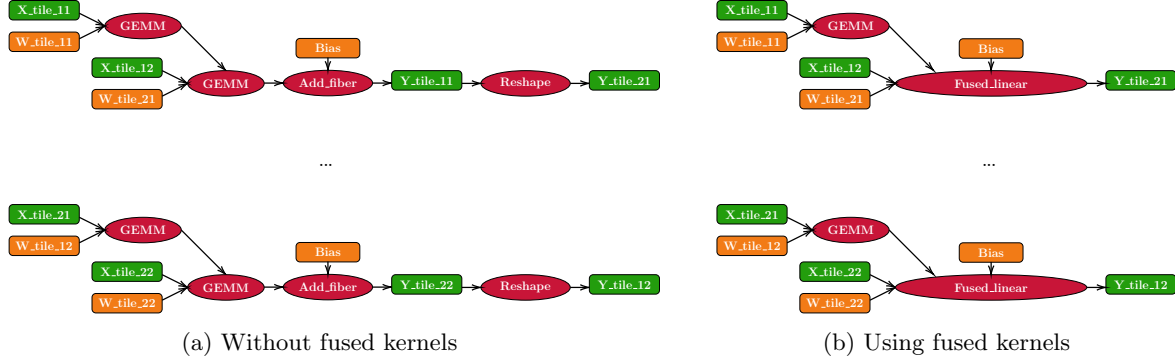 X_tile_11
GEMM
W_tile_11
Bias
X_tile_12
GEMM
Add_fiber
Y_tile_11
Reshape
Y_tile_21
W_tile_21
...
X_tile_21
GEMM
W_tile_12
Bias
X_tile_22
GEMM
Add_fiber
Y_tile_22
Reshape
Y_tile_12
W_tile_22
(a) Without fused kernels
X_tile_11
GEMM
W_tile_11
Bias
X_tile_12
Fused_linear
Y_tile_21
W_tile_21
...
X_tile_21
GEMM
W_tile_12
Bias
X_tile_22
Fused_linear
Y_tile_12
W_tile_22
(b) Using fused kernels